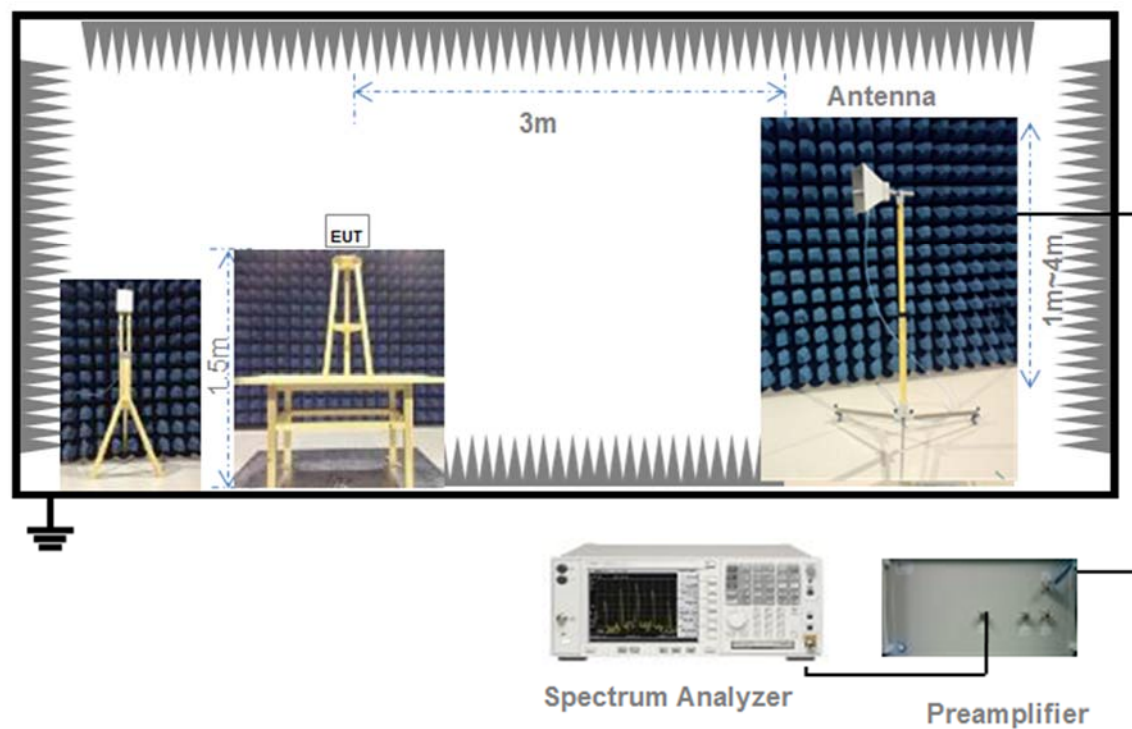 Antenna
3m
EUT
1.5m
1m~4m
Spectrum Analyzer
Preamplifier